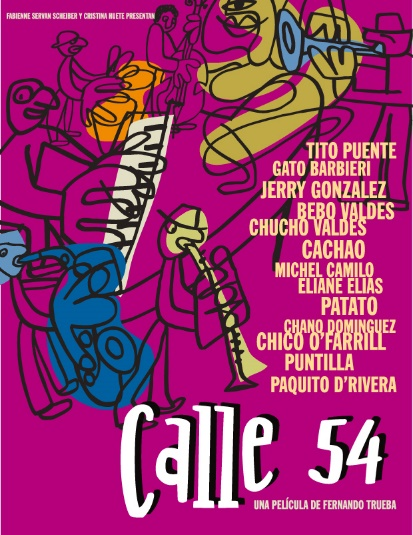 FABIENNE SERVAN SCHEIBER Y CRISTINA HUETE PRESENTAN
TITO PUENTE
GATO BARBIERI
JERRY GONZALEZ
BEBO VALDES
CHUCHO VALDES
CACHAO
MICHEL CAMILO
ELIANE ELIAS
PATATO
CHANO DOMINGUEZ
CHICO O'FARRILL
PUNTILLA
PAQUITO D'RIVERA
Calle 54
UNA PELÍCULA DE FERNANDO TRUEBA